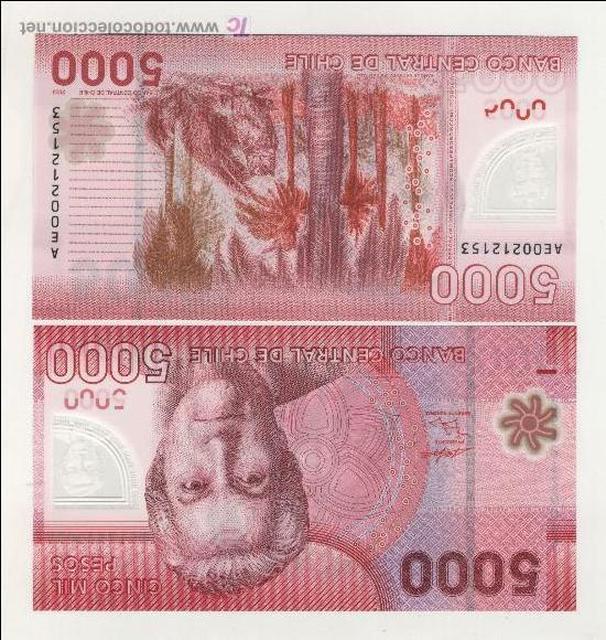 CINCO MIL
PESOS
5000
5000
BANCO CENTRAL DE CHILE
5000
5000
AE00212153
AE00212153
BANCO CENTRAL DE CHILE
5000
BANCO CENTRAL DE CHILE
www.todocoleccion.net
tc